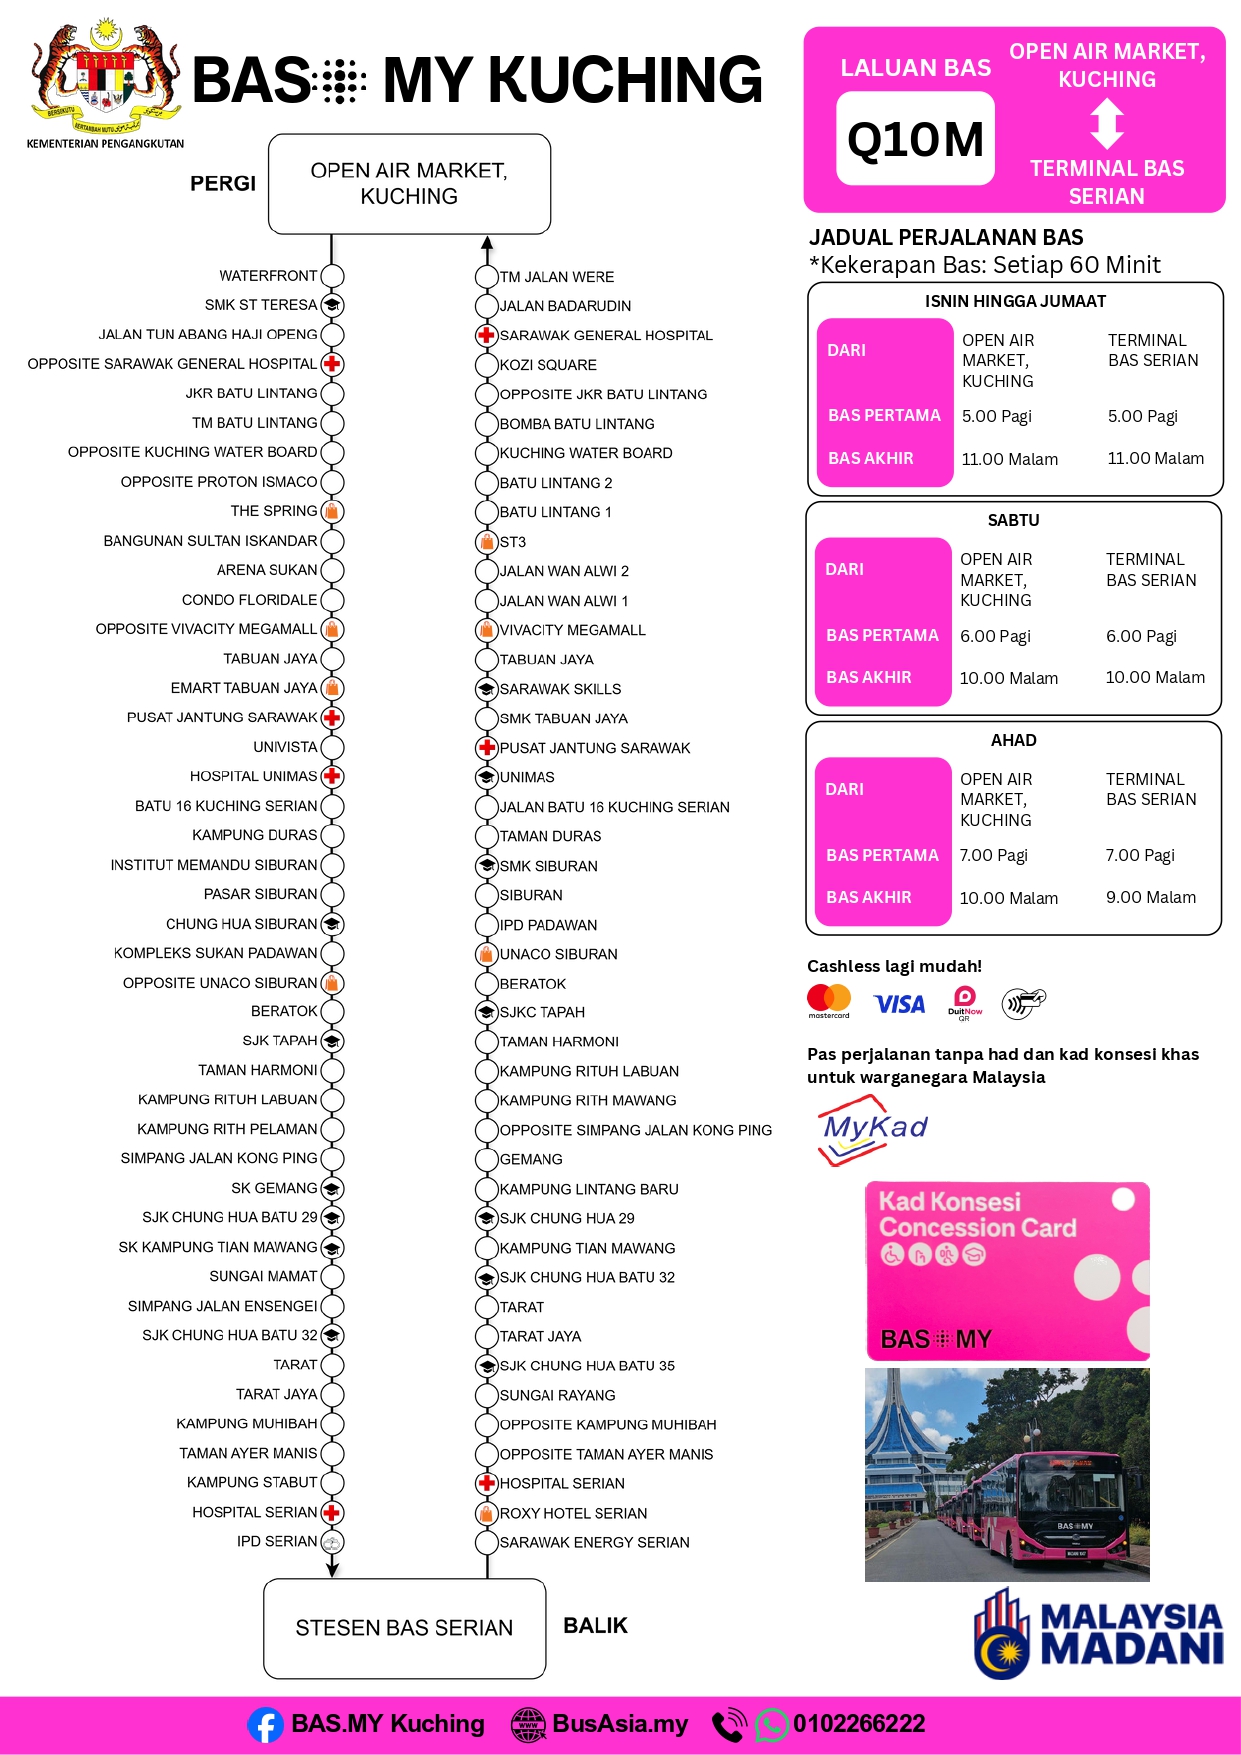 KEMENTERIAN PENGANGKUTAN
BAS MY KUCHING
LALUAN BAS
Q10M
OPEN AIR MARKET,
KUCHING
TERMINAL BAS
SERIAN
PERGI
OPEN AIR MARKET,
KUCHING
WATERFRONT
SMK ST TERESA
JALAN TUN ABANG HAJI OPENG
OPPOSITE SARAWAK GENERAL HOSPITAL
JKR BATU LINTANG
TM BATU LINTANG
OPPOSITE KUCHING WATER BOARD
OPPOSITE PROTON ISMACO
THE SPRING
BANGUNAN SULTAN ISKANDAR
ARENA SUKAN
CONDO FLORIDALE
OPPOSITE VIVACITY MEGAMALL
TABUAN JAYA
EMART TABUAN JAYA
PUSAT JANTUNG SARAWAK
UNIVISTA
HOSPITAL UNIMAS
BATU 16 KUCHING SERIAN
KAMPUNG DURAS
INSTITUT MEMANDU SIBURAN
PASAR SIBURAN
CHUNG HUA SIBURAN
KOMPLEKS SUKAN PADAWAN
OPPOSITE UNACO SIBURAN
BERATOK
SJK TAPAH
TAMAN HARMONI
KAMPUNG RITUH LABUAN
KAMPUNG RITH PELAMAN
SIMPANG JALAN KONG PING
SK GEMANG
SJK CHUNG HUA BATU 29
SK KAMPUNG TIAN MAWANG
SUNGAI MAMAT
SIMPANG JALAN ENSENGEI
SJK CHUNG HUA BATU 32
TARAT
TARAT JAYA
KAMPUNG MUHIBAH
TAMAN AYER MANIS
KAMPUNG STABUT
HOSPITAL SERIAN
IPD SERIAN
TM JALAN WERE
JALAN BADARUDIN
SARAWAK GENERAL HOSPITAL
KOZI SQUARE
OPPOSITE JKR BATU LINTANG
BOMBA BATU LINTANG
KUCHING WATER BOARD
BATU LINTANG 2
BATU LINTANG 1
ST3
JALAN WAN ALWI 2
JALAN WAN ALWI 1
VIVACITY MEGAMALL
TABUAN JAYA
SARAWAK SKILLS
SMK TABUAN JAYA
PUSAT JANTUNG SARAWAK
UNIMAS
JALAN BATU 16 KUCHING SERIAN
TAMAN DURAS
SMK SIBURAN
SIBURAN
IPD PADAWAN
UNACO SIBURAN
BERATOK
SJKC TAPAH
TAMAN HARMONI
KAMPUNG RITUH LABUAN
KAMPUNG RITH MAWANG
OPPOSITE SIMPANG JALAN KONG PING
GEMANG
KAMPUNG LINTANG BARU
SJK CHUNG HUA 29
KAMPUNG TIAN MAWANG
SJK CHUNG HUA BATU 32
TARAT
TARAT JAYA
SJK CHUNG HUA BATU 35
SUNGAI RAYANG
OPPOSITE KAMPUNG MUHIBAH
OPPOSITE TAMAN AYER MANIS
HOSPITAL SERIAN
ROXY HOTEL SERIAN
SARAWAK ENERGY SERIAN
STESEN BAS SERIAN
BALIK
JADUAL PERJALANAN BAS
*Kekerapan Bas: Setiap 60 Minit
ISNIN HINGGA JUMAAT
DARI
OPEN AIR
MARKET,
KUCHING
TERMINAL
BAS SERIAN
BAS PERTAMA 5.00 Pagi 5.00 Pagi
BAS AKHIR 11.00 Malam 11.00 Malam
SABTU
DARI
OPEN AIR
MARKET,
KUCHING
TERMINAL
BAS SERIAN
BAS PERTAMA 6.00 Pagi 6.00 Pagi
BAS AKHIR 10.00 Malam 10.00 Malam
AHAD
DARI
OPEN AIR
MARKET,
KUCHING
TERMINAL
BAS SERIAN
BAS PERTAMA 7.00 Pagi 7.00 Pagi
BAS AKHIR 10.00 Malam 9.00 Malam
Cashless lagi mudah!
mastercard
VISA
DuitNow
QR
Pas perjalanan tanpa had dan kad konsesi khas
untuk warganegara Malaysia
MyKad
Kad Konsesi
Concession Card
BAS MY
BAS MY
MALAYSIA
MADANI
BAS.MY Kuching
WWW
BusAsia.my
0102266222